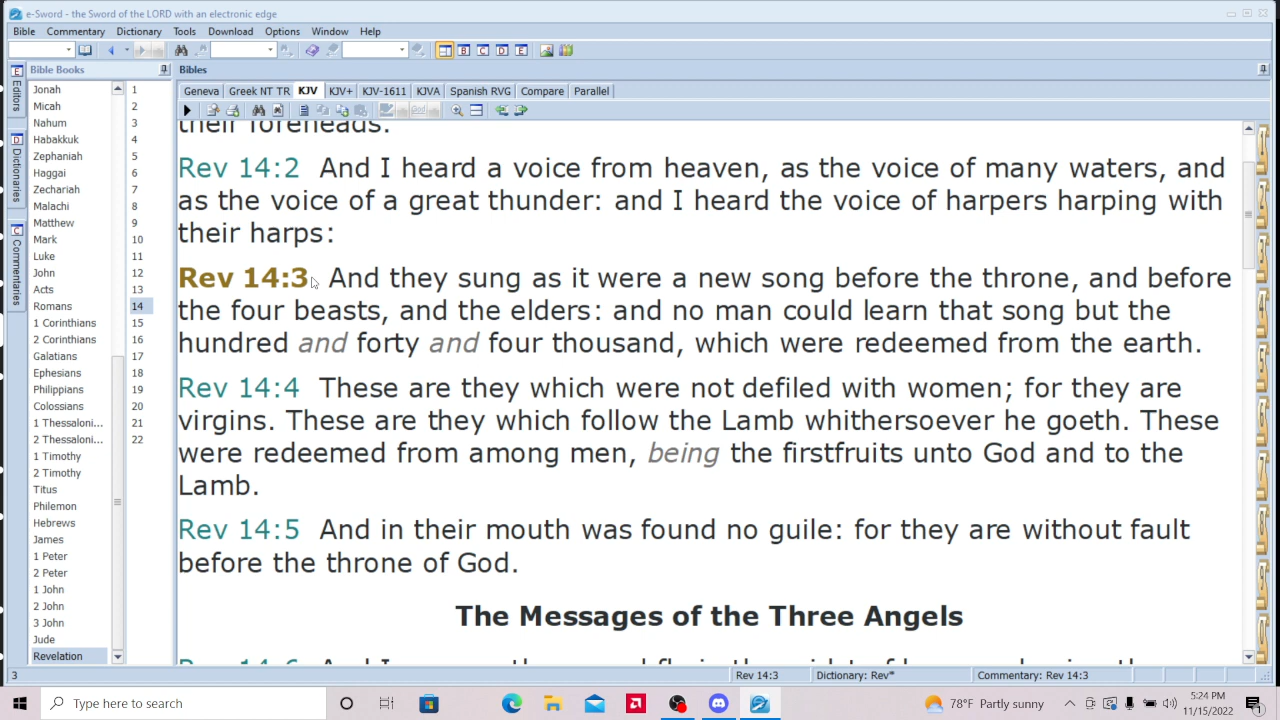 e-Sword - the Sword of the LORD with an electronic edge
Bible Commentary Dictionary Tools Options Download Window Help
B C D E
Bible Books
Bibles
E Editors
D Dictionaries
C Commentaries
Jonah
Micah
Nahum
Habakkuk
Zephaniah
Haggai
Zechariah
Malachi
Matthew
Mark
Luke
John
Acts
Romans
1 Corinthians
2 Corinthians
Galatians
Ephesians
Philippians
Colossians
1 Thessaloni...
2 Thessaloni...
1 Timothy
2 Timothy
Titus
Philemon
Hebrews
James
1 Peter
2 Peter
1 John
2 John
3 John
Jude
Revelation
1
2
3
4
5
6
7
8
9
10
11
12
13
14
15
16
17
18
19
20
21
22
Geneva Greek NT TR KJV KJV+ KJV-1611 KJVA Spanish RVG Compare Parallel
God
their foreheads.
Rev 14:2 And I heard a voice from heaven, as the voice of many waters, and
as the voice of a great thunder: and I heard the voice of harpers harping with
their harps:
Rev 14:3 And they sung as it were a new song before the throne, and before
the four beasts, and the elders: and no man could learn that song but the
hundred and forty and four thousand, which were redeemed from the earth.
Rev 14:4 These are they which were not defiled with women; for they are
virgins. These are they which follow the Lamb whithersoever he goeth. These
were redeemed from among men, being the firstfruits unto God and to the
Lamb.
Rev 14:5 And in their mouth was found no guile: for they are without fault
before the throne of God.
The Messages of the Three Angels
3
Rev 14:3
Dictionary: Rev*
Commentary: Rev 14:3
Type here to search
78°F Partly sunny
5:24 PM
11/15/2022
1